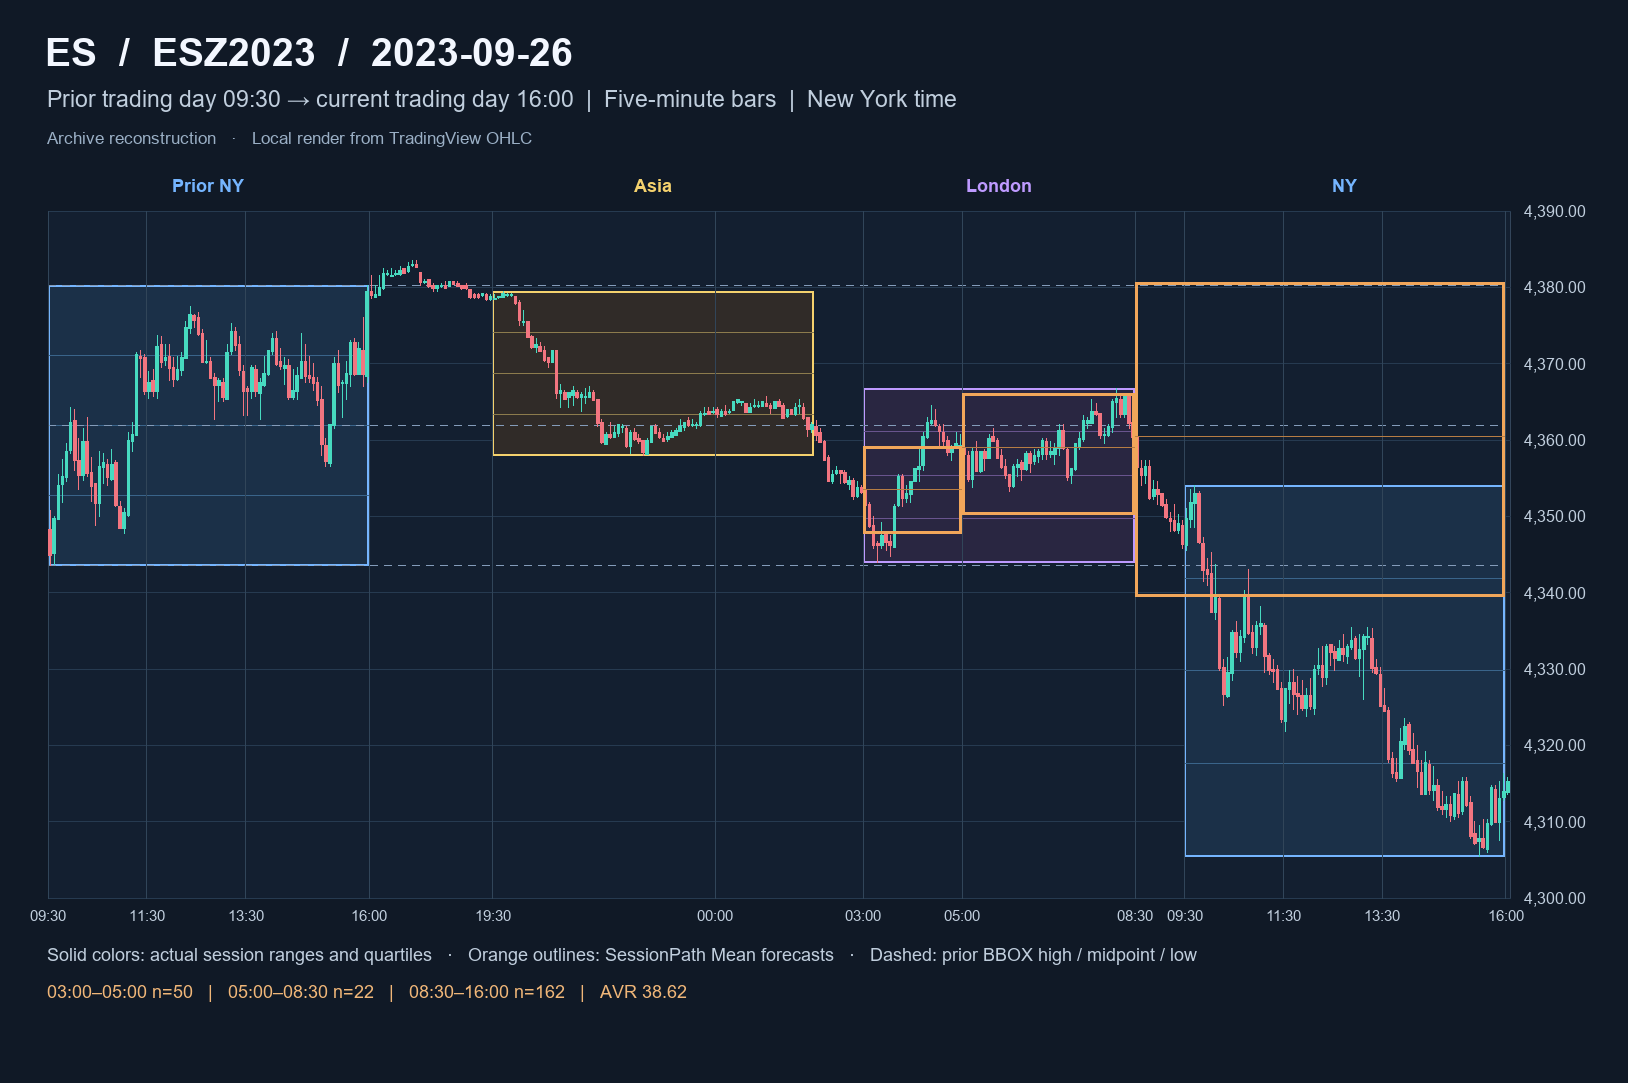 ES / ESZ2023 / 2023-09-26
Prior trading day 09:30 → current trading day 16:00 | Five-minute bars | New York time
Archive reconstruction · Local render from TradingView OHLC
Prior NY Asia London NY
4,390.00
4,380.00
4,370.00
4,360.00
4,350.00
4,340.00
4,330.00
4,320.00
4,310.00
4,300.00
09:30 11:30 13:30 16:00 19:30 00:00 03:00 05:00 08:30 09:30 11:30 13:30 16:00
Solid colors: actual session ranges and quartiles · Orange outlines: SessionPath Mean forecasts · Dashed: prior BBOX high / midpoint / low
03:00–05:00 n=50 | 05:00–08:30 n=22 | 08:30–16:00 n=162 | AVR 38.62